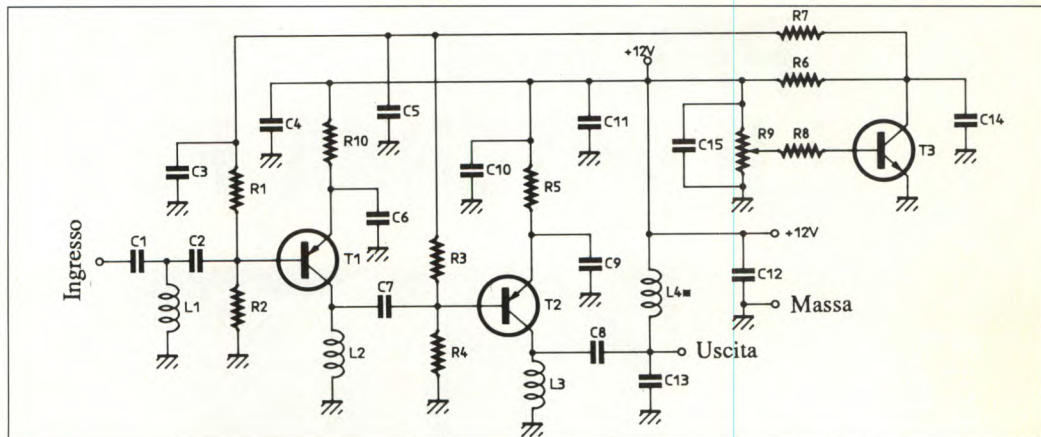 R7
+12V
R6
C5
C4
C11
C14
R10
C15
R9
R8
T3
C3
C10
R1
R5
C6
+12V
C1
C2
T1
R3
C9
Ingresso
C12
L4
Massa
L1
R2
C7
T2
L2
R4
C8
Uscita
L3
C13